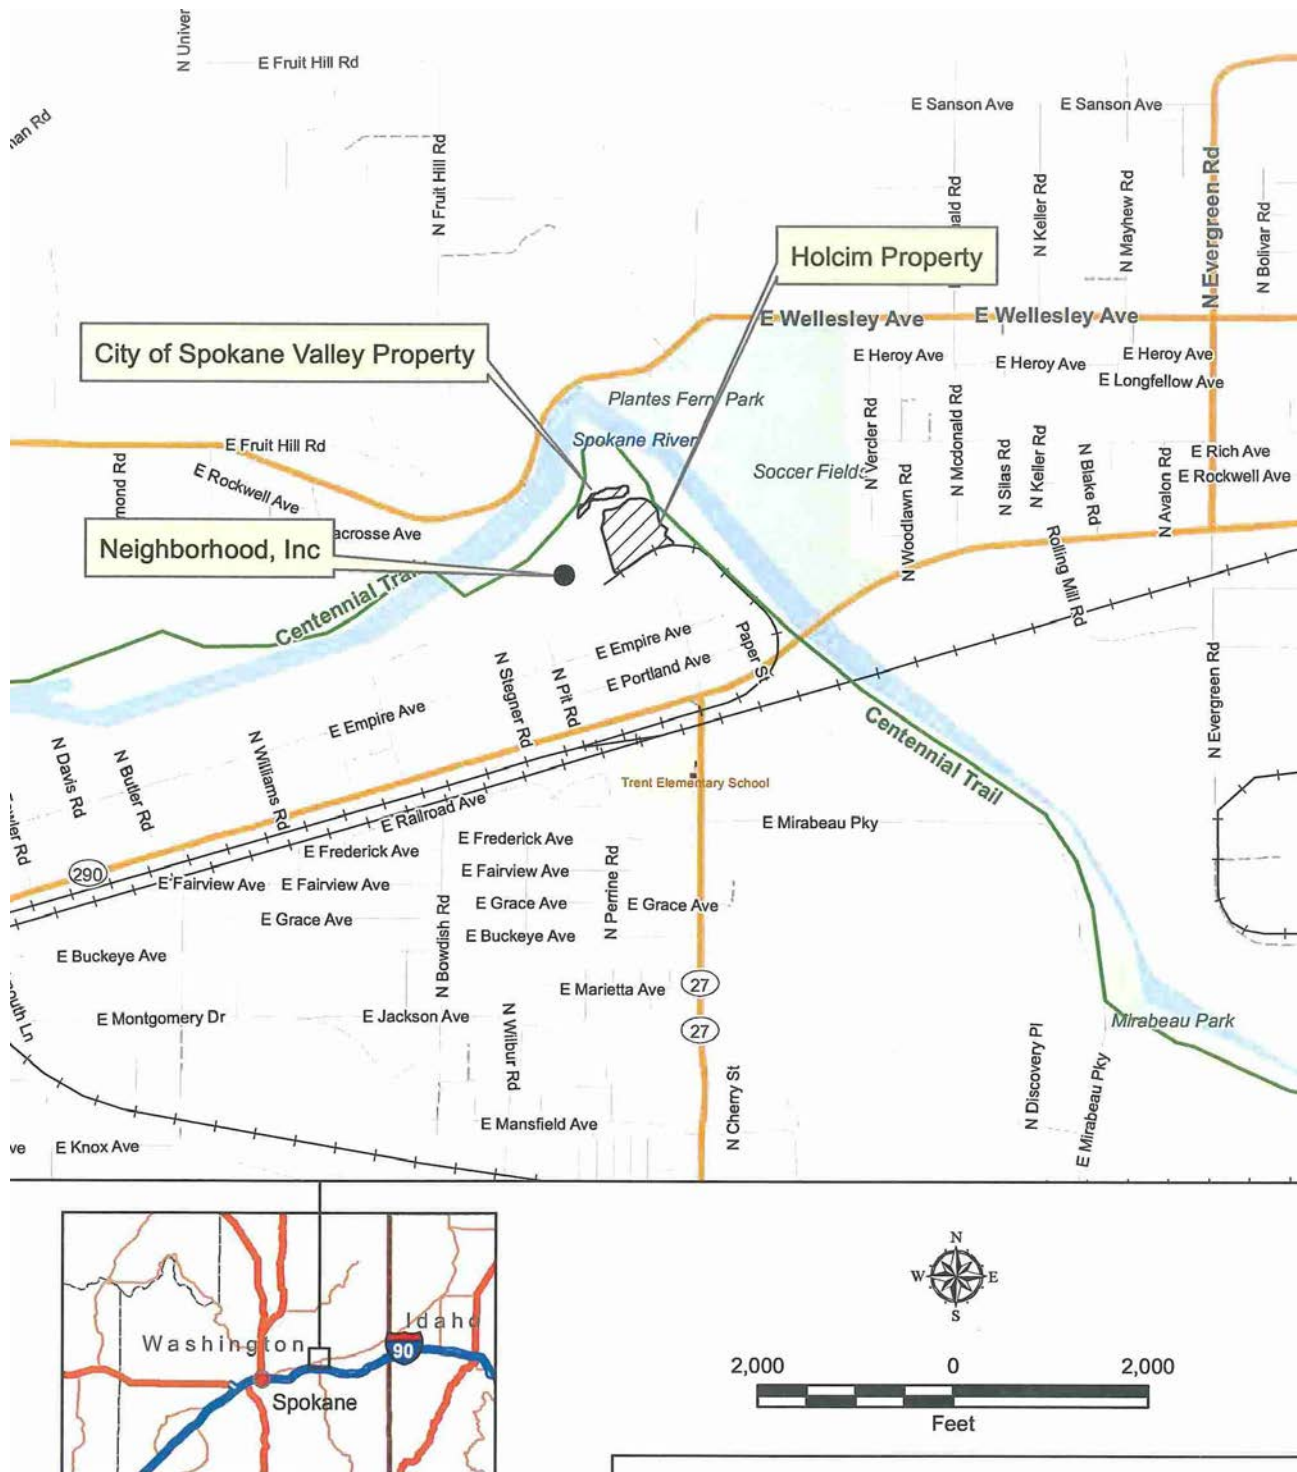 N Univer
E Fruit Hill Rd
N Fruit Hill Rd
E Sanson Ave
E Sanson Ave
N Keller Rd
N Mayhew Rd
N Evergreen Rd
N Bolivar Rd
Holcim Property
E Wellesley Ave
E Wellesley Ave
City of Spokane Valley Property
E Heroy Ave
E Heroy Ave
E Heroy Ave
E Longfellow Ave
Plantes Ferry Park
Spokane River
Soccer Fields
E Fruit Hill Rd
E Rockwell Ave
mond Rd
acrosse Ave
N Vercler Rd
N Woodlawn Rd
N Mcdonald Rd
N Silas Rd
N Keller Rd
N Blake Rd
N Avalon Rd
E Rich Ave
E Rockwell Ave
Rolling Mill Rd
Neighborhood, Inc
Centennial Trail
E Empire Ave
E Portland Ave
Paper St
N Stegner Rd
N Pit Rd
E Empire Ave
N Davis Rd
N Butler Rd
N Williams Rd
N Evergreen Rd
Centennial Trail
Trent Elementary School
E Railroad Ave
E Mirabeau Pky
E Frederick Ave
E Frederick Ave
290
E Fairview Ave
E Fairview Ave
E Fairview Ave
E Grace Ave
E Grace Ave
E Grace Ave
N Perrine Rd
N Bowdish Rd
E Buckeye Ave
E Buckeye Ave
E Marietta Ave
27
27
E Montgomery Dr
E Jackson Ave
N Wilbur Rd
outh Ln
Mirabeau Park
N Discovery Pl
E Mirabeau Pky
N Cherry St
E Mansfield Ave
ve
E Knox Ave
Washington
Idaho
90
Spokane
N
W
E
S
2,000
0
2,000
Feet